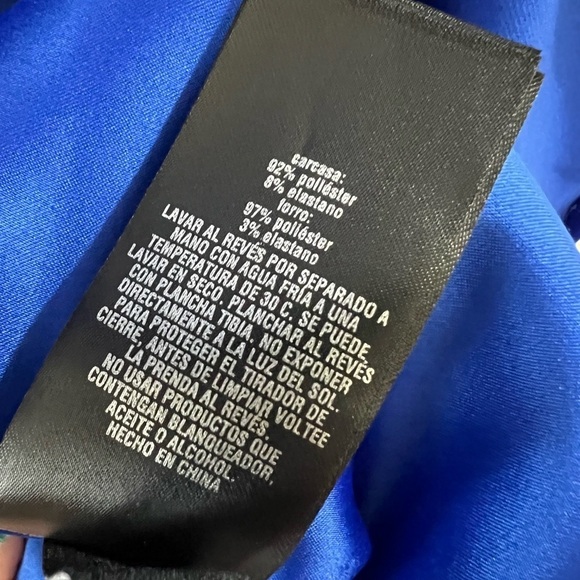 carcasa:
92% poliéster
8% elastano
forro:
97% poliéster
3% elastano
LAVAR AL REVÉS POR SEPARADO A
MANO CON AGUA FRÍA A UNA
TEMPERATURA DE 30 C. SE PUEDE
LAVAR EN SECO. PLANCHAR AL REVÉS
CON PLANCHA TIBIA. NO EXPONER
DIRECTAMENTE A LA LUZ DEL SOL.
PARA PROTEGER EL TIRADOR DE
CIERRE, ANTES DE LIMPIAR VOLTEE
LA PRENDA AL REVÉS.
NO USAR PRODUCTOS QUE
CONTENGAN BLANQUEADOR,
ACEITE O ALCOHOL.
HECHO EN CHINA